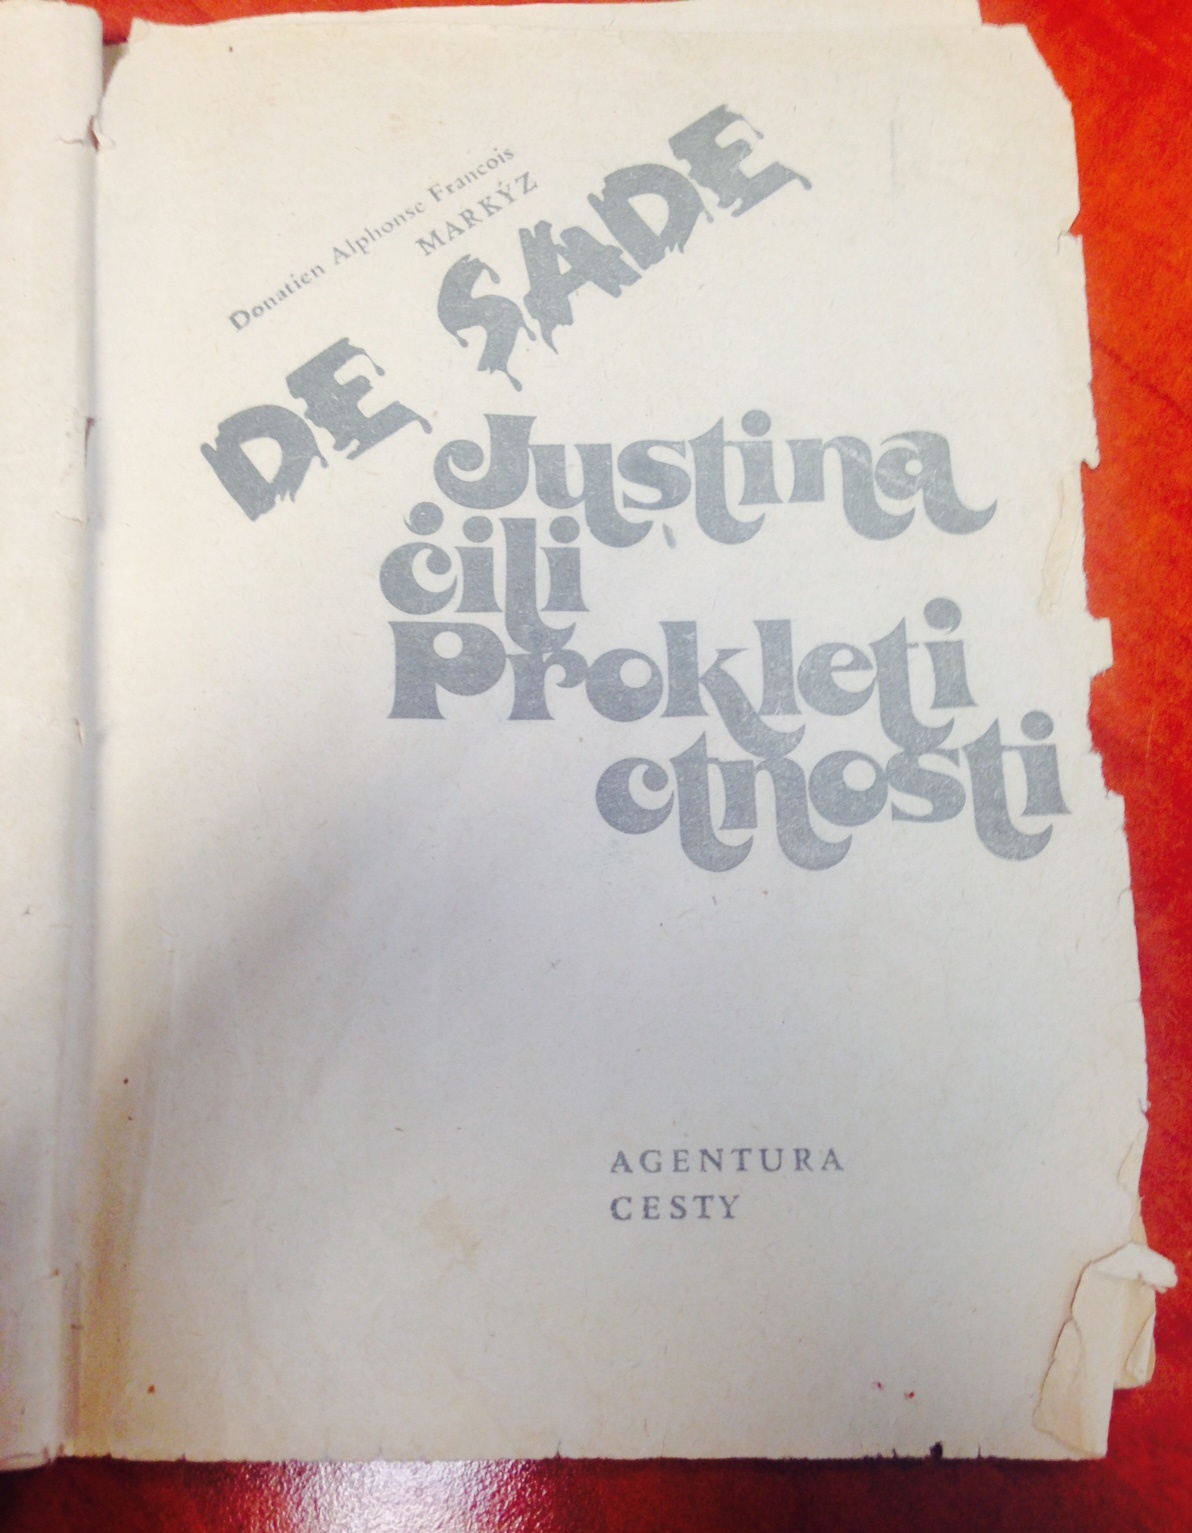 Donatien Alphonse Francois
MARKÝZ
DE SADE
Justina
čili
Prokletí
ctnosti
AGENTURA
CESTY